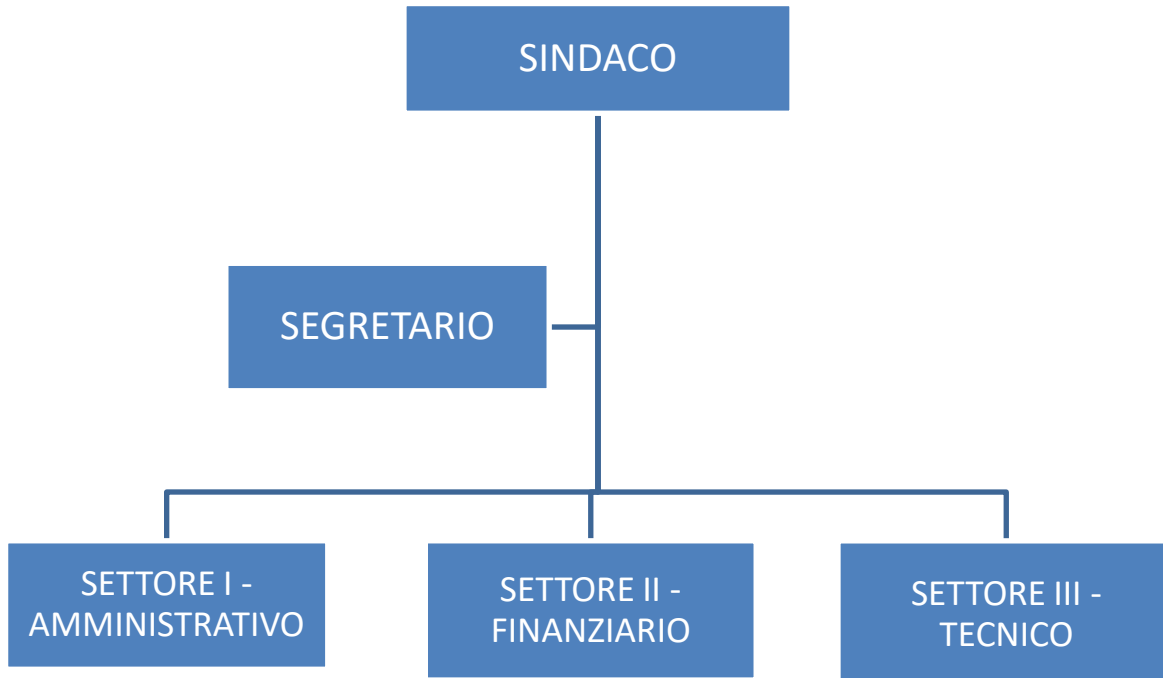 SINDACO
SEGRETARIO
SETTORE I -
AMMINISTRATIVO
SETTORE II -
FINANZIARIO
SETTORE III -
TECNICO